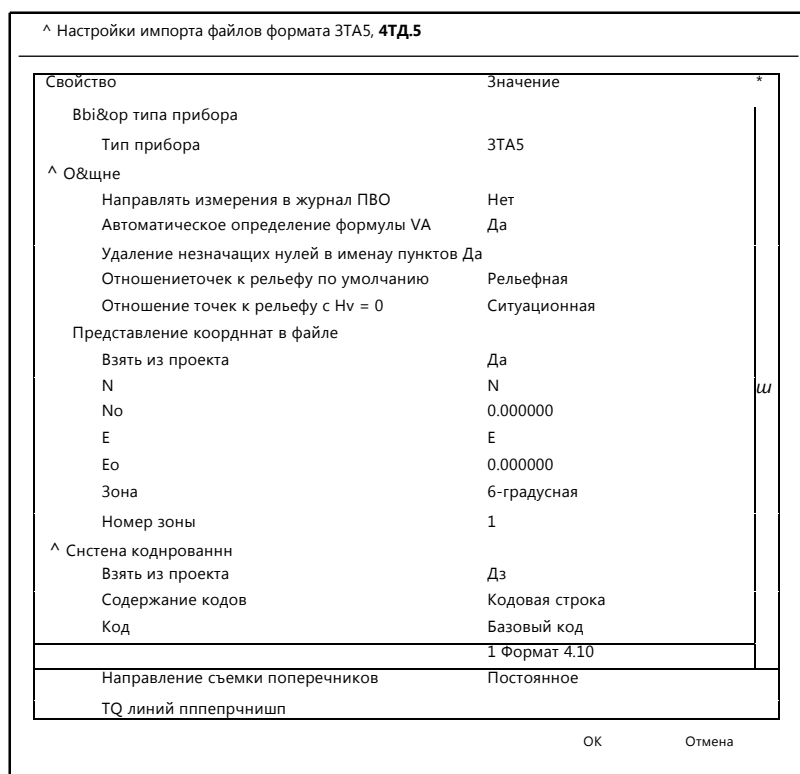 ^ Настройки импорта файлов формата 3ТА5, 4ТД.5
Свойство Значение *
Bbi&op типа прибора
Тип прибора 3ТА5
^ О&щне
Направлять измерения в журнал ПВО Нет
Автоматическое определение формулы VA Да
Удаление незначащих нулей в именау пунктов Да
Отношениеточек к рельефу по умолчанию Рельефная
Отношение точек к рельефу с Hv = 0 Ситуационная
Представление коордннат в файле
Взять из проекта Да
N N ш
No 0.000000
E E
Eo 0.000000
Зона 6-градусная
Номер зоны 1
^ Снстена коднрованнн
Взять из проекта Дз
Содержание кодов Кодовая строка
Код Базовый код
1 Формат 4.10
Направление съемки поперечников Постоянное
TQ линий пппепрчнишп
ОК Отмена